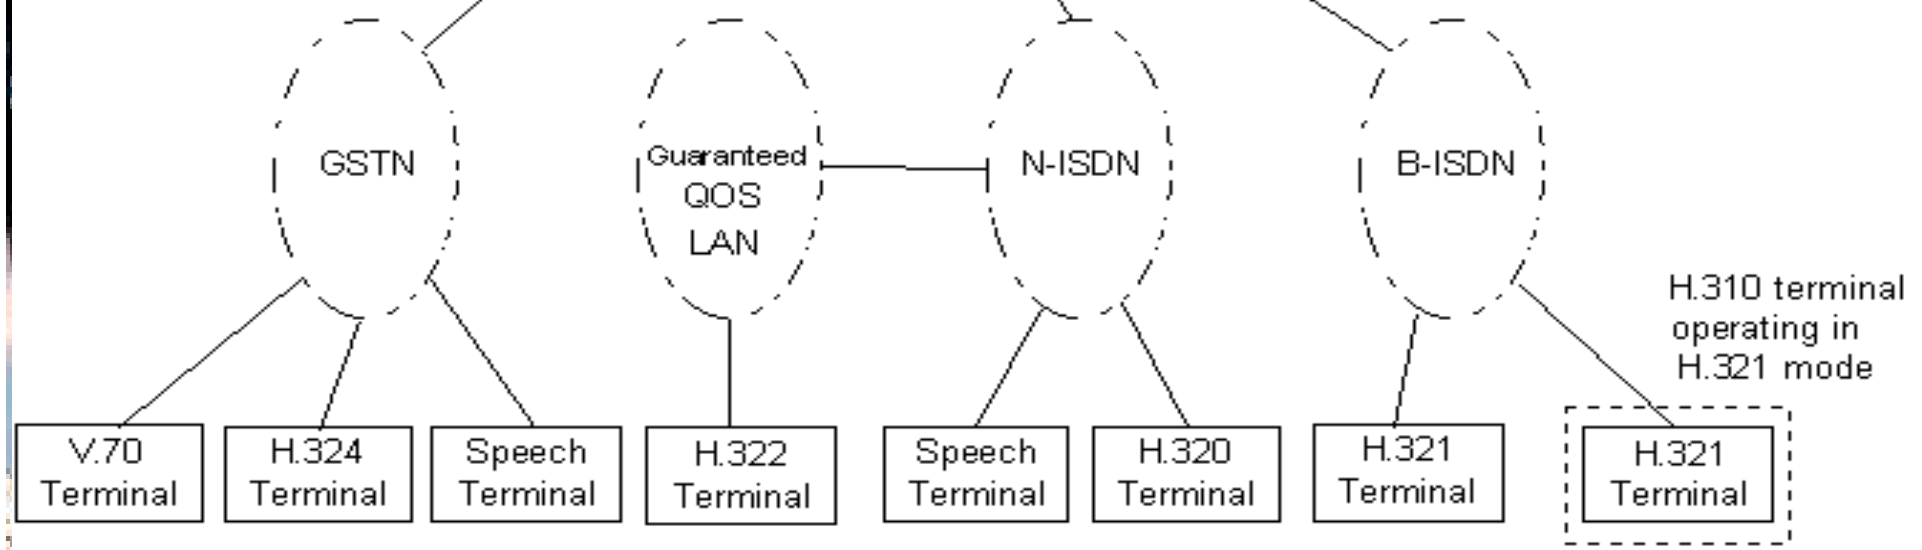 GSTN
Guaranteed
QOS
LAN
N-ISDN
B-ISDN
H.310 terminal
operating in
H.321 mode
V.70
Terminal
H.324
Terminal
Speech
Terminal
H.322
Terminal
Speech
Terminal
H.320
Terminal
H.321
Terminal
H.321
Terminal